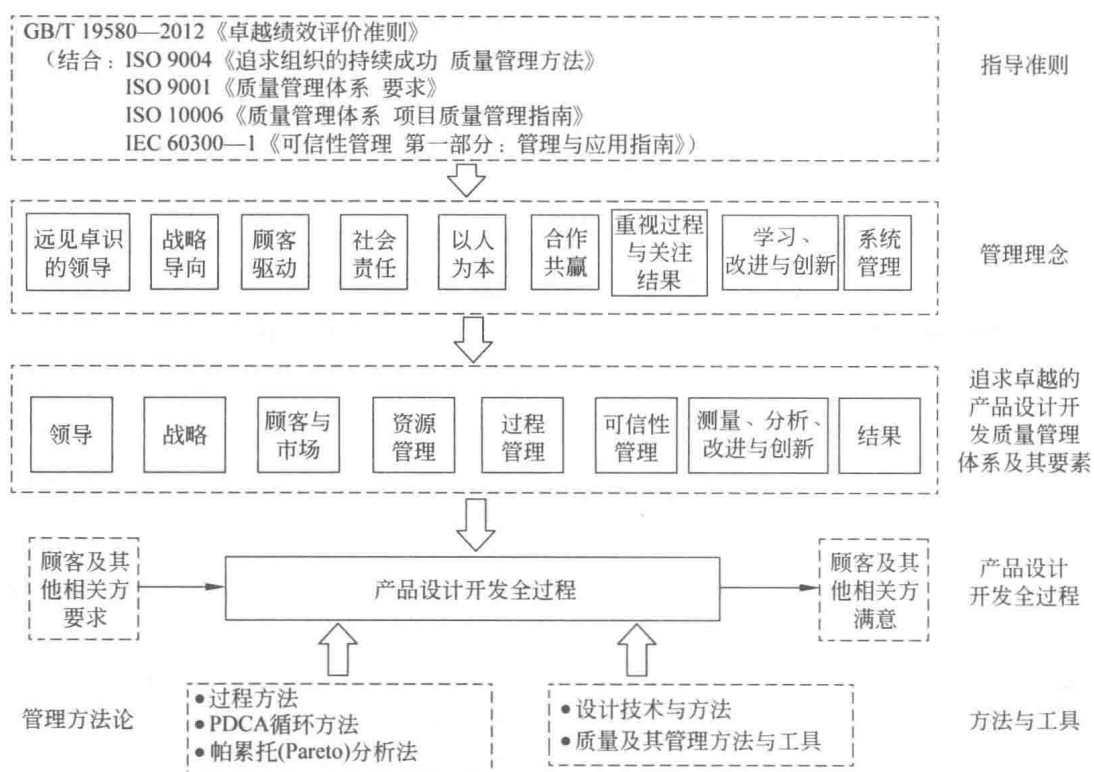 GB/T 19580—2012《卓越绩效评价准则》
（结合：ISO 9004《追求组织的持续成功 质量管理方法》
ISO 9001《质量管理体系 要求》
ISO 10006《质量管理体系 项目质量管理指南》
IEC 60300—1《可信性管理 第一部分：管理与应用指南》）
指导准则
远见卓识
的领导
战略
导向
顾客
驱动
社会
责任
以人
为本
合作
共赢
重视过程
与关注
结果
学习、
改进与创新
系统
管理
管理理念
领导
战略
顾客与
市场
资源
管理
过程
管理
可信性
管理
测量、分析、
改进与创新
结果
追求卓越的
产品设计开
发质量管理
体系及其要素
顾客及其
他相关方
要求
产品设计开发全过程
顾客及其
他相关方
满意
产品设计
开发全过程
管理方法论
●过程方法
●PDCA循环方法
●帕累托(Pareto)分析法
●设计技术与方法
●质量及其管理方法与工具
方法与工具